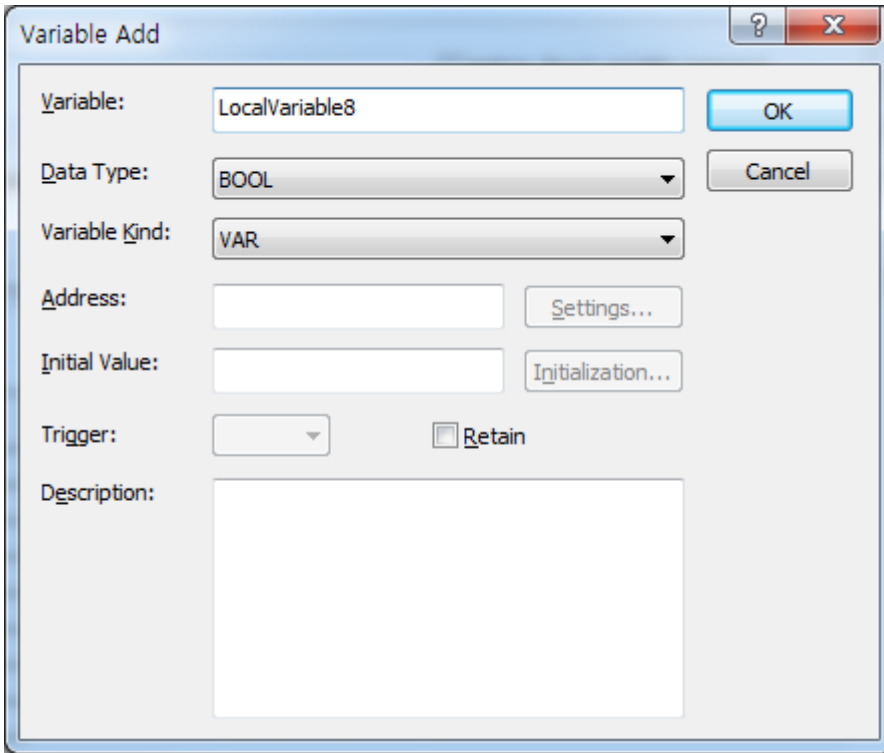 Variable Add
?
Variable:
LocalVariable8
OK
Data Type:
BOOL
Cancel
Variable Kind:
VAR
Address:
Settings...
Initial Value:
Initialization...
Trigger:
Retain
Description: